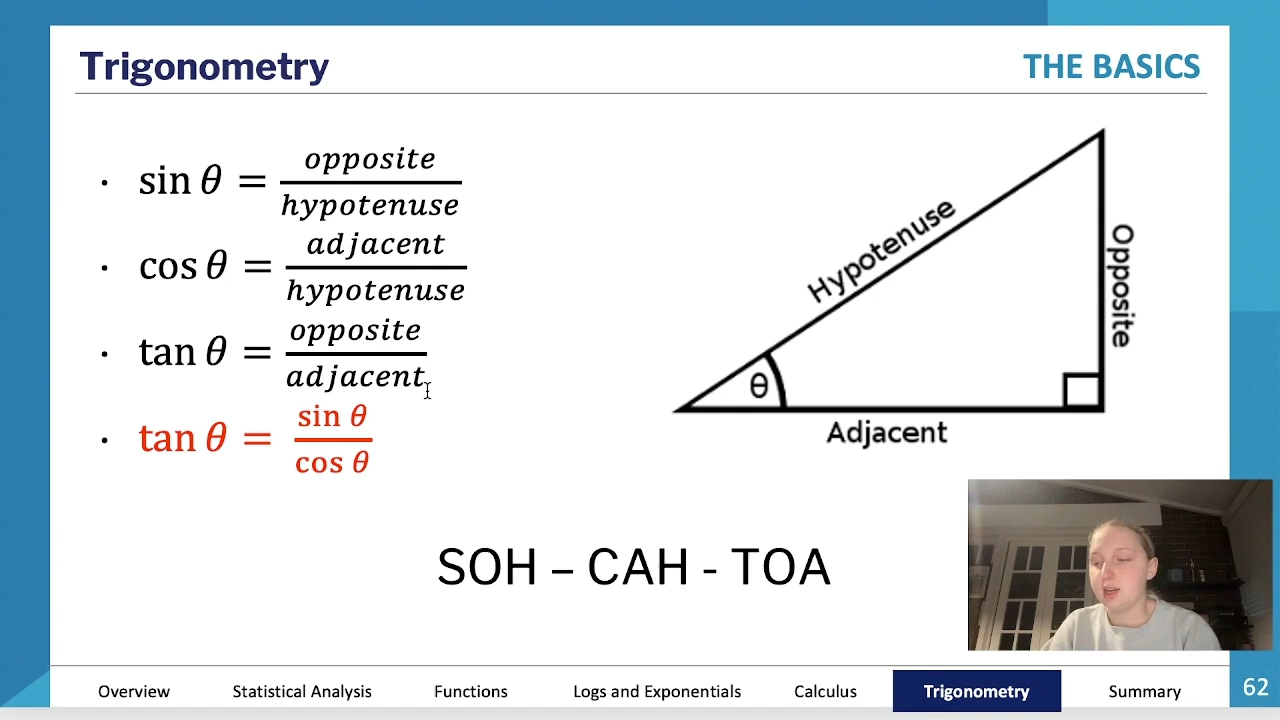 Trigonometry
THE BASICS
· sin θ = opposite / hypotenuse
· cos θ = adjacent / hypotenuse
· tan θ = opposite / adjacent
· tan θ = sin θ / cos θ
Hypotenuse
Opposite
θ
Adjacent
SOH – CAH - TOA
Overview Statistical Analysis Functions Logs and Exponentials Calculus Trigonometry Summary 62